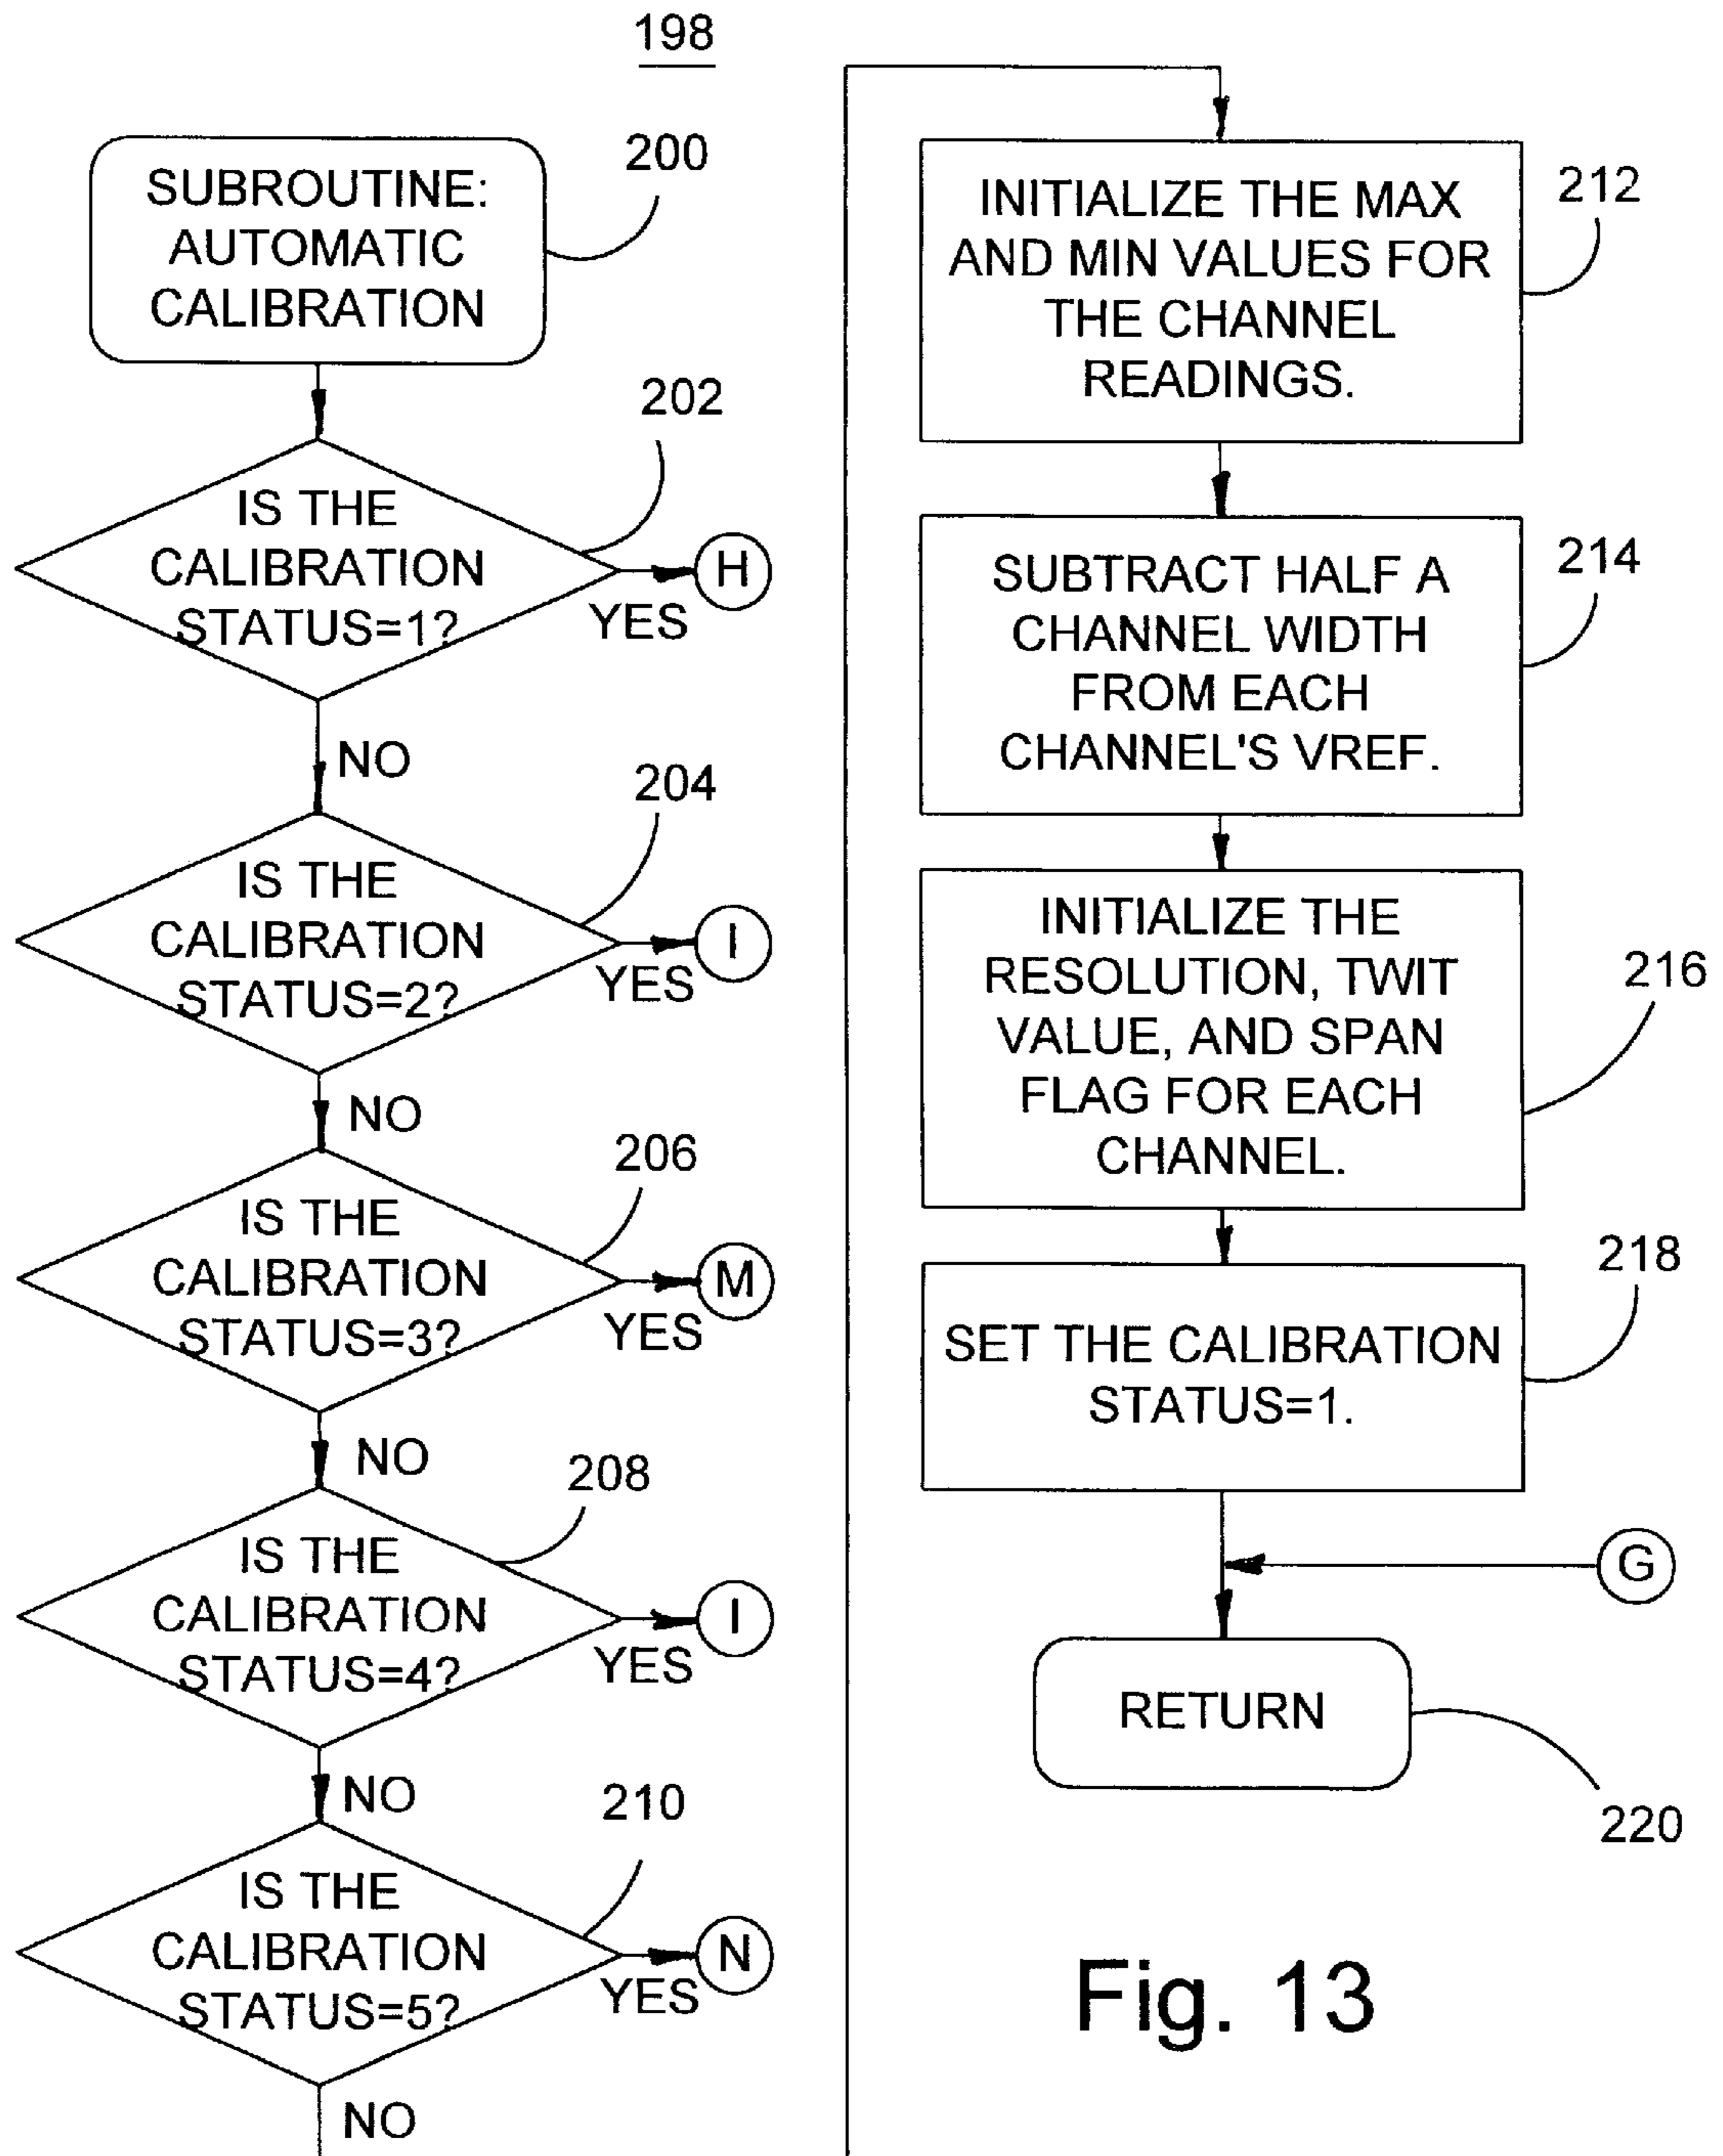 198
SUBROUTINE:
AUTOMATIC
CALIBRATION
200
IS THE
CALIBRATION
STATUS=1?
202
YES
H
NO
IS THE
CALIBRATION
STATUS=2?
204
YES
I
NO
IS THE
CALIBRATION
STATUS=3?
206
YES
M
NO
IS THE
CALIBRATION
STATUS=4?
208
YES
I
NO
IS THE
CALIBRATION
STATUS=5?
210
YES
N
NO
INITIALIZE THE MAX
AND MIN VALUES FOR
THE CHANNEL
READINGS.
212
SUBTRACT HALF A
CHANNEL WIDTH
FROM EACH
CHANNEL'S VREF.
214
INITIALIZE THE
RESOLUTION, TWIT
VALUE, AND SPAN
FLAG FOR EACH
CHANNEL.
216
SET THE CALIBRATION
STATUS=1.
218
G
RETURN
220
Fig. 13